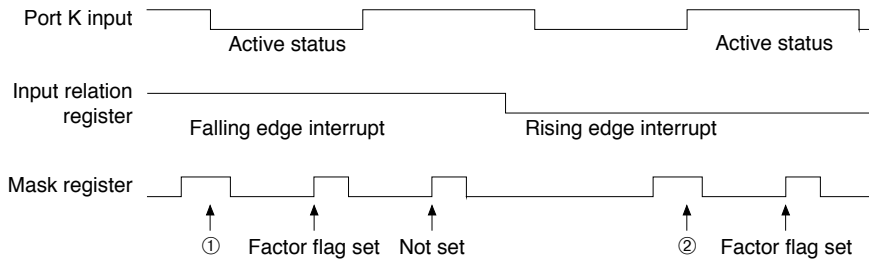 Port K input
Active status
Active status
Input relation
register
Falling edge interrupt
Rising edge interrupt
Mask register
① Factor flag set Not set ② Factor flag set